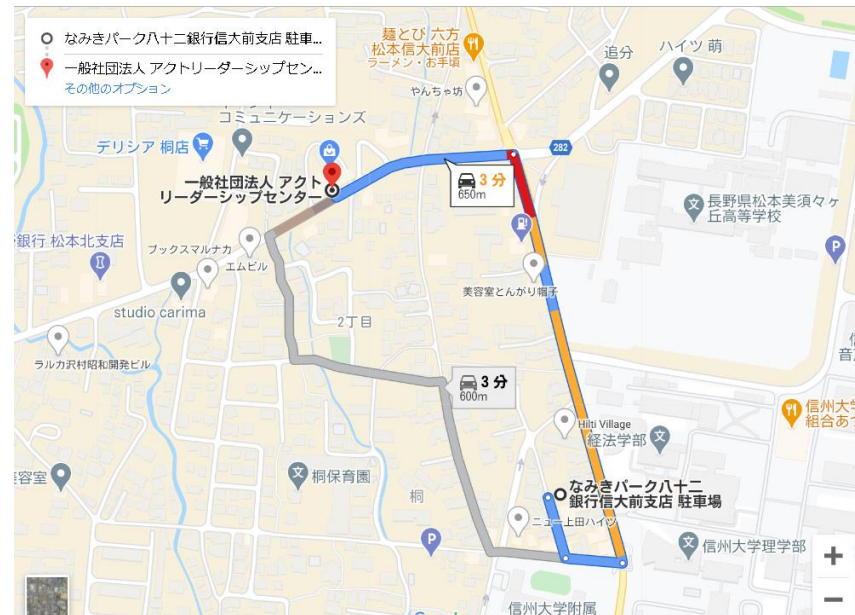 なみきパーク八十二銀行信大前支店 駐車...
一般社団法人 アクトリーダーシップセン...
その他のオプション
コミュニケーションズ
麺とび 六方
松本信大前店
ラーメン・お手頃
追分
ハイツ 萌
やんちゃ坊
デリシア 桐店
282
一般社団法人 アクト
リーダーシップセンター
3 分
650m
長野県松本美須々ヶ
丘高等学校
銀行 松本北支店
ブックスマルナカ
エムビル
美容室とんがり帽子
studio carima
2丁目
ラルカ沢村昭和開発ビル
3 分
600m
信州大
組合あ
Hilti Village
経法学部
美容室
桐保育園
桐
なみきパーク八十二
銀行信大前支店 駐車場
ニュー上田ハイツ
信州大学理学部
信州大学附属